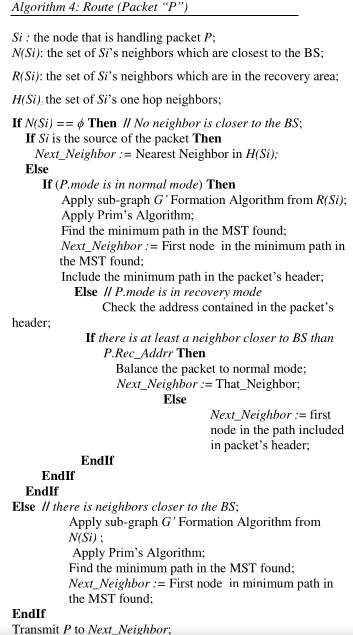 Algorithm 4: Route (Packet “P”)
Si : the node that is handling packet P;
N(Si): the set of Si’s neighbors which are closest to the BS;
R(Si): the set of Si’s neighbors which are in the recovery area;
H(Si): the set of Si’s one hop neighbors;
If N(Si) == ϕ Then // No neighbor is closer to the BS;
If Si is the source of the packet Then
Next_Neighbor := Nearest Neighbor in H(Si);
Else
If (P.mode is in normal mode) Then
Apply sub-graph G’ Formation Algorithm from R(Si);
Apply Prim’s Algorithm;
Find the minimum path in the MST found;
Next_Neighbor := First node in the minimum path in
the MST found;
Include the minimum path in the packet’s header;
Else // P.mode is in recovery mode
Check the address contained in the packet’s
header;
If there is at least a neighbor closer to BS than
P.Rec_Addrr Then
Balance the packet to normal mode;
Next_Neighbor := That_Neighbor;
Else
Next_Neighbor := first
node in the path included
in packet’s header;
EndIf
EndIf
EndIf
Else // there is neighbors closer to the BS;
Apply sub-graph G’ Formation Algorithm from
N(Si) ;
Apply Prim’s Algorithm;
Find the minimum path in the MST found;
Next_Neighbor := First node in minimum path in
the MST found;
EndIf
Transmit P to Next_Neighbor;